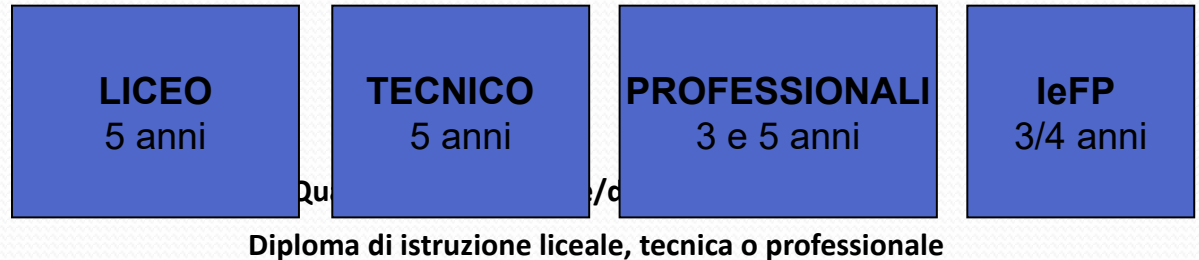 LICEO
5 anni
TECNICO
5 anni
PROFESSIONALI
3 e 5 anni
IeFP
3/4 anni
Diploma di istruzione liceale, tecnica o professionale